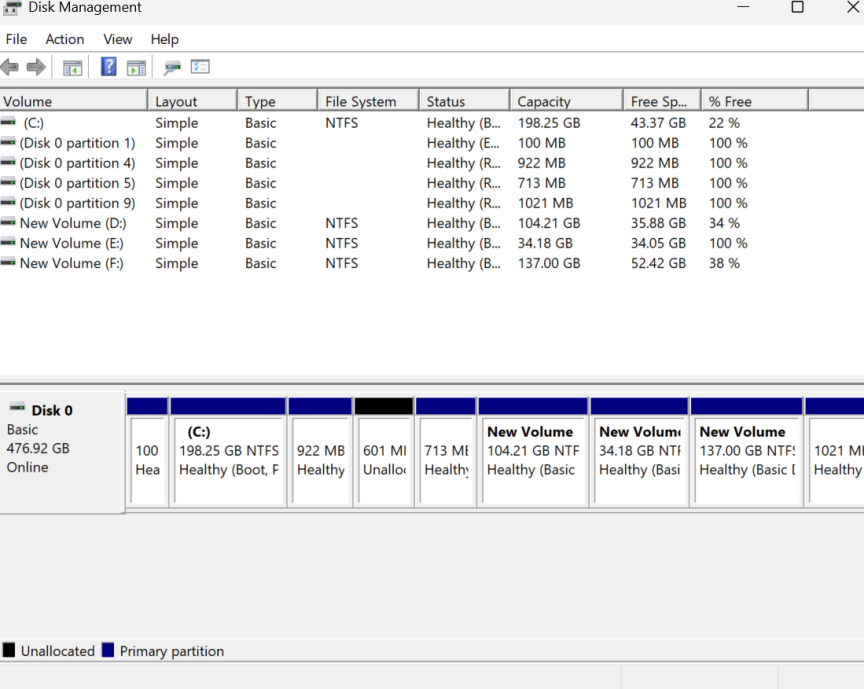 Disk Management
File Action View Help
Volume Layout Type File System Status Capacity Free Sp... % Free
(C:) Simple Basic NTFS Healthy (B... 198.25 GB 43.37 GB 22 %
(Disk 0 partition 1) Simple Basic Healthy (E... 100 MB 100 MB 100 %
(Disk 0 partition 4) Simple Basic Healthy (R... 922 MB 922 MB 100 %
(Disk 0 partition 5) Simple Basic Healthy (R... 713 MB 713 MB 100 %
(Disk 0 partition 9) Simple Basic Healthy (R... 1021 MB 1021 MB 100 %
New Volume (D:) Simple Basic NTFS Healthy (B... 104.21 GB 35.88 GB 34 %
New Volume (E:) Simple Basic NTFS Healthy (B... 34.18 GB 34.05 GB 100 %
New Volume (F:) Simple Basic NTFS Healthy (B... 137.00 GB 52.42 GB 38 %
Disk 0
Basic
476.92 GB
Online
100
Hea
(C:)
198.25 GB NTFS
Healthy (Boot, P
922 MB
Healthy
601 MI
Unalloc
713 ME
Healthy
New Volume
104.21 GB NTF
Healthy (Basic
New Volum
34.18 GB NTF
Healthy (Basi
New Volume
137.00 GB NTFS
Healthy (Basic D
1021 M
Healthy
Unallocated Primary partition